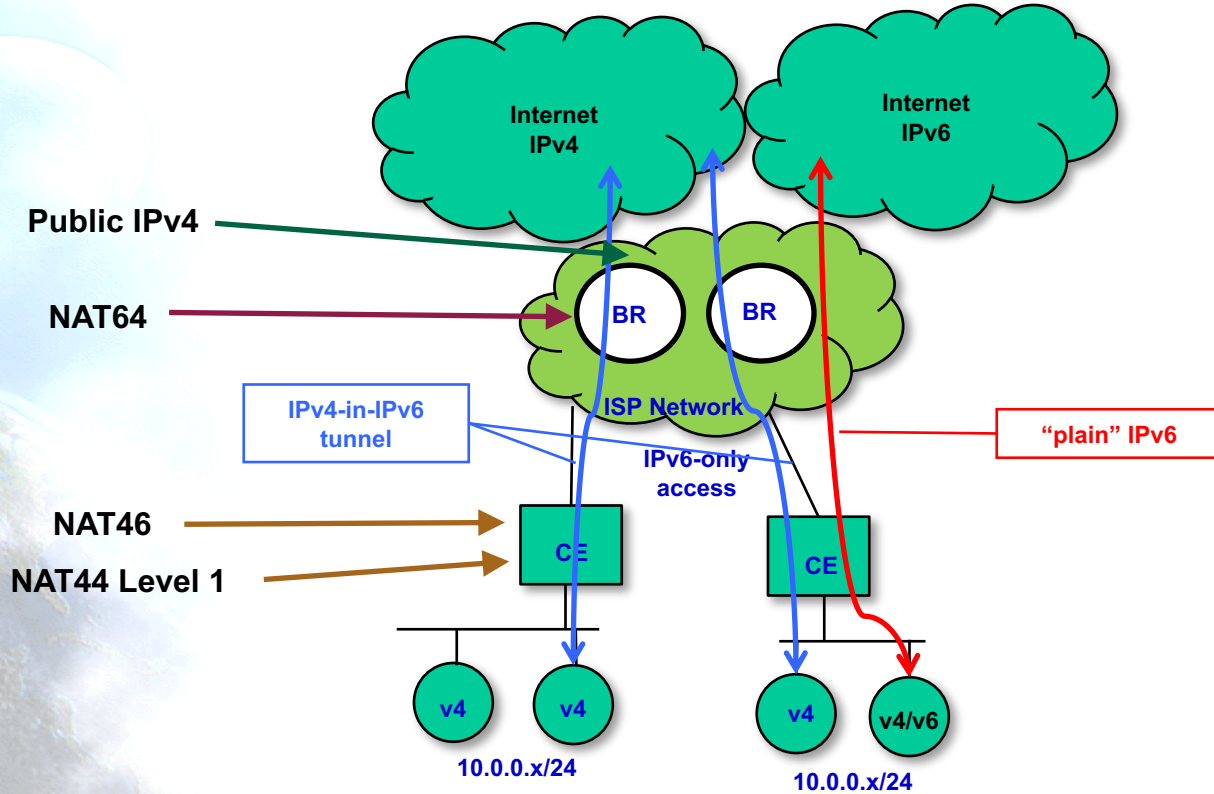 Internet
IPv4
Internet
IPv6
Public IPv4
NAT64
BR
BR
IPv4-in-IPv6
tunnel
ISP Network
“plain” IPv6
IPv6-only
access
NAT46
NAT44 Level 1
CE
CE
v4
v4
v4
v4/v6
10.0.0.x/24
10.0.0.x/24